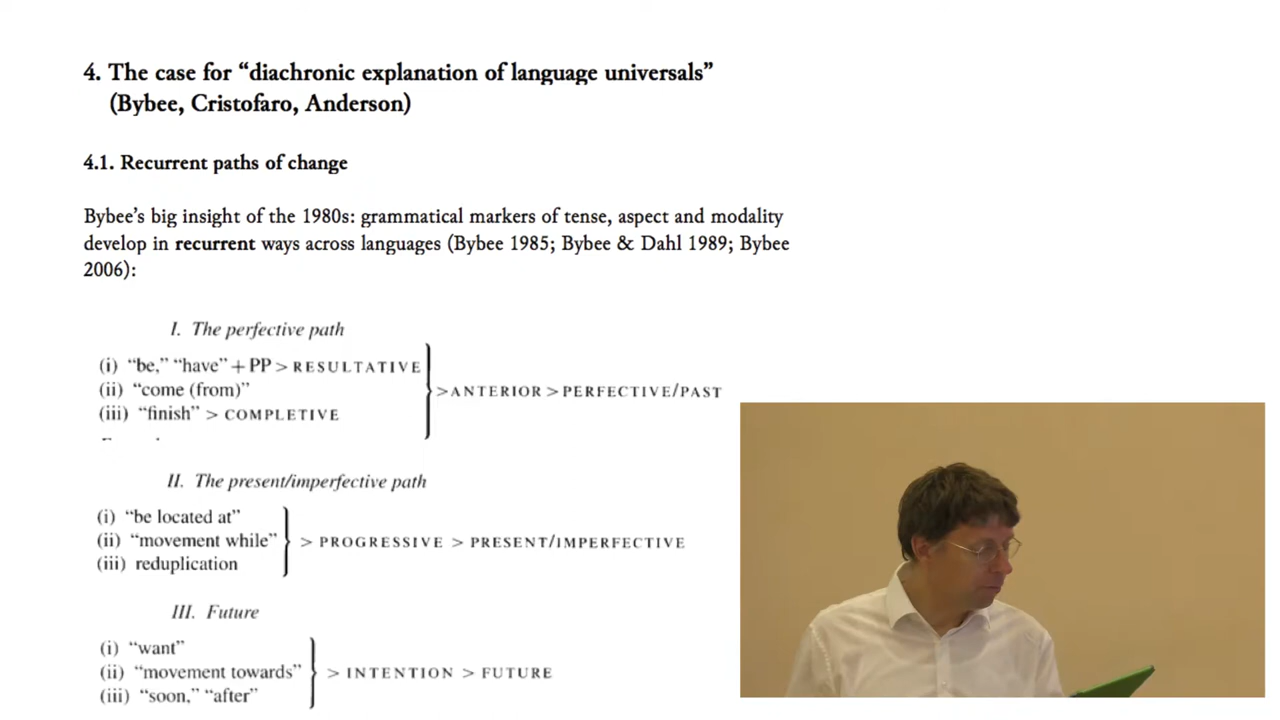 4. The case for “diachronic explanation of language universals”
(Bybee, Cristofaro, Anderson)
4.1. Recurrent paths of change
Bybee’s big insight of the 1980s: grammatical markers of tense, aspect and modality
develop in recurrent ways across languages (Bybee 1985; Bybee & Dahl 1989; Bybee
2006):
I. The perfective path
(i) “be,” “have” + PP > RESULTATIVE
(ii) “come (from)”
(iii) “finish” > COMPLETIVE
> ANTERIOR > PERFECTIVE/PAST
II. The present/imperfective path
(i) “be located at”
(ii) “movement while”
(iii) reduplication
> PROGRESSIVE > PRESENT/IMPERFECTIVE
III. Future
(i) “want”
(ii) “movement towards”
(iii) “soon,” “after”
> INTENTION > FUTURE